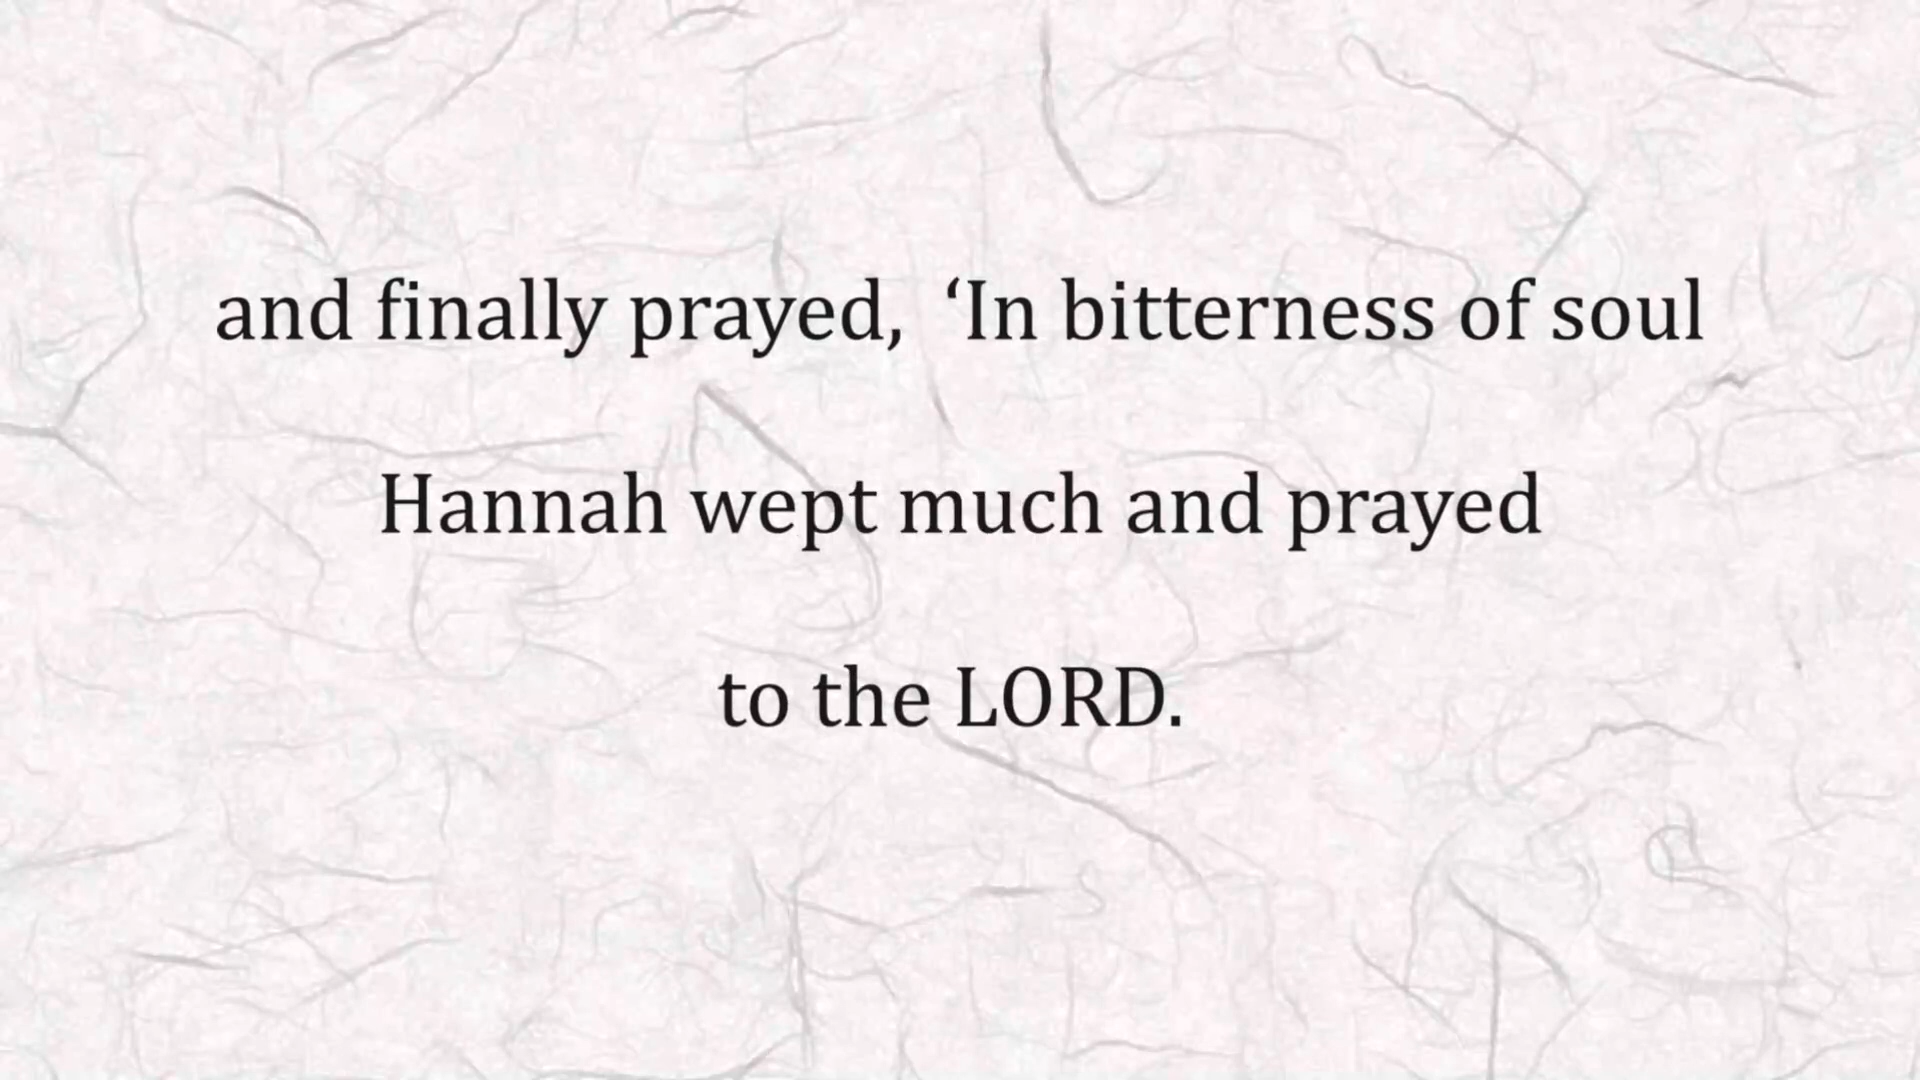 and finally prayed,  ‘In bitterness of soul
Hannah wept much and prayed
to the LORD.